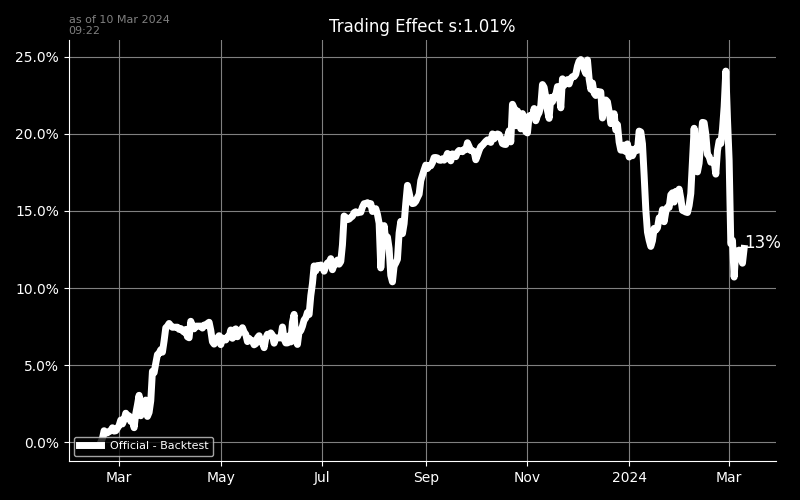 as of 10 Mar 2024
09:22
Trading Effect s:1.01%
25.0%
20.0%
15.0%
13%
10.0%
5.0%
0.0%
Official - Backtest
Mar May Jul Sep Nov 2024 Mar